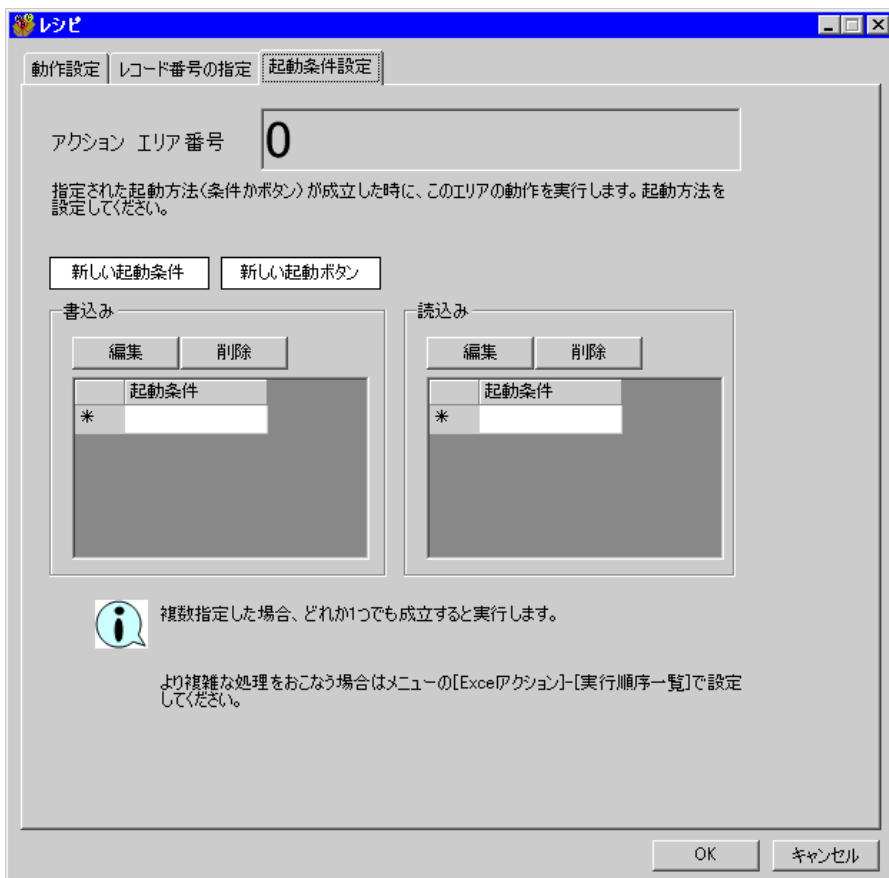 レシピ
動作設定 レコード番号の指定 起動条件設定
アクション エリア番号 0
指定された起動方法(条件かボタン)が成立した時に、このエリアの動作を実行します。起動方法を
設定してください。
新しい起動条件 新しい起動ボタン
書込み
編集 削除
起動条件
*
読込み
編集 削除
起動条件
*
複数指定した場合、どれか1つでも成立すると実行します。
より複雑な処理をおこなう場合はメニューの[Excelアクション]-[実行順序一覧]で設定
してください。
OK キャンセル